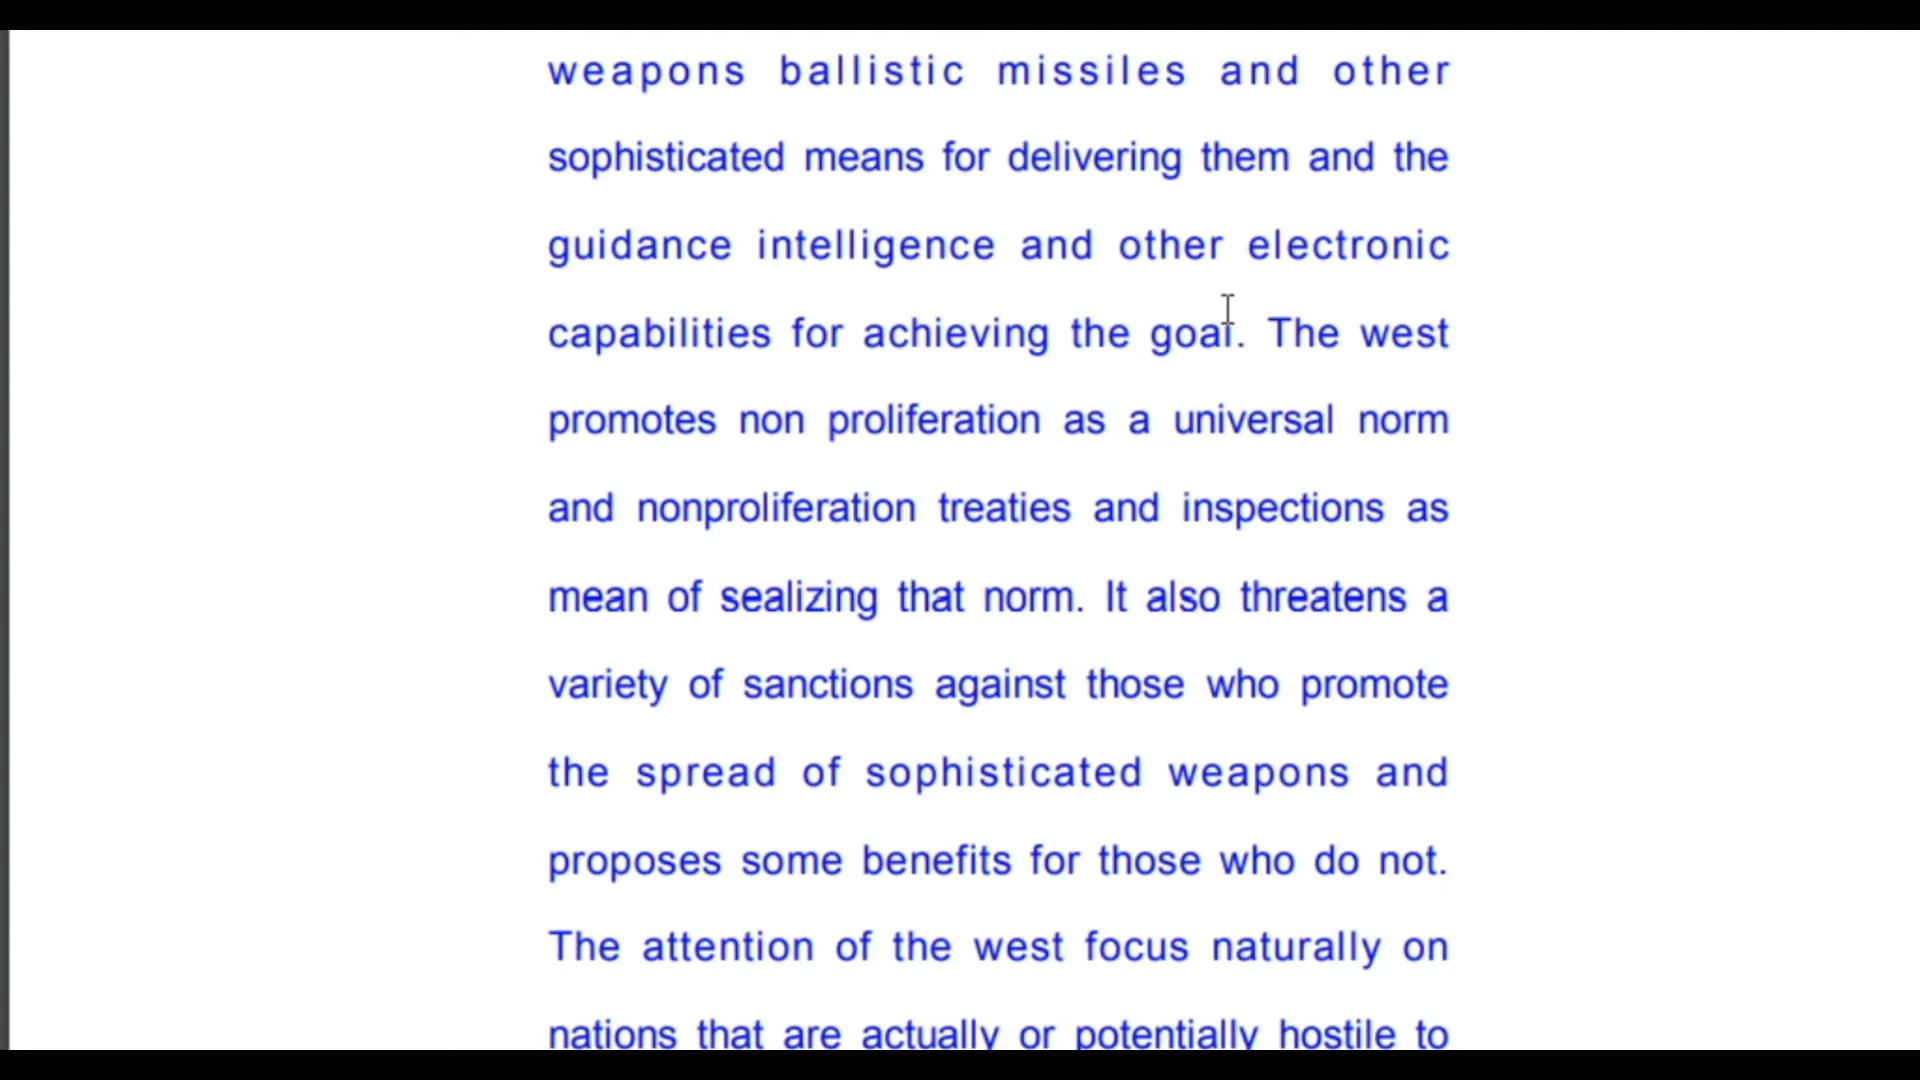 weapons ballistic missiles and other
sophisticated means for delivering them and the
guidance intelligence and other electronic
capabilities for achieving the goal. The west
promotes non proliferation as a universal norm
and nonproliferation treaties and inspections as
mean of sealizing that norm. It also threatens a
variety of sanctions against those who promote
the spread of sophisticated weapons and
proposes some benefits for those who do not.
The attention of the west focus naturally on
nations that are actually or potentially hostile to